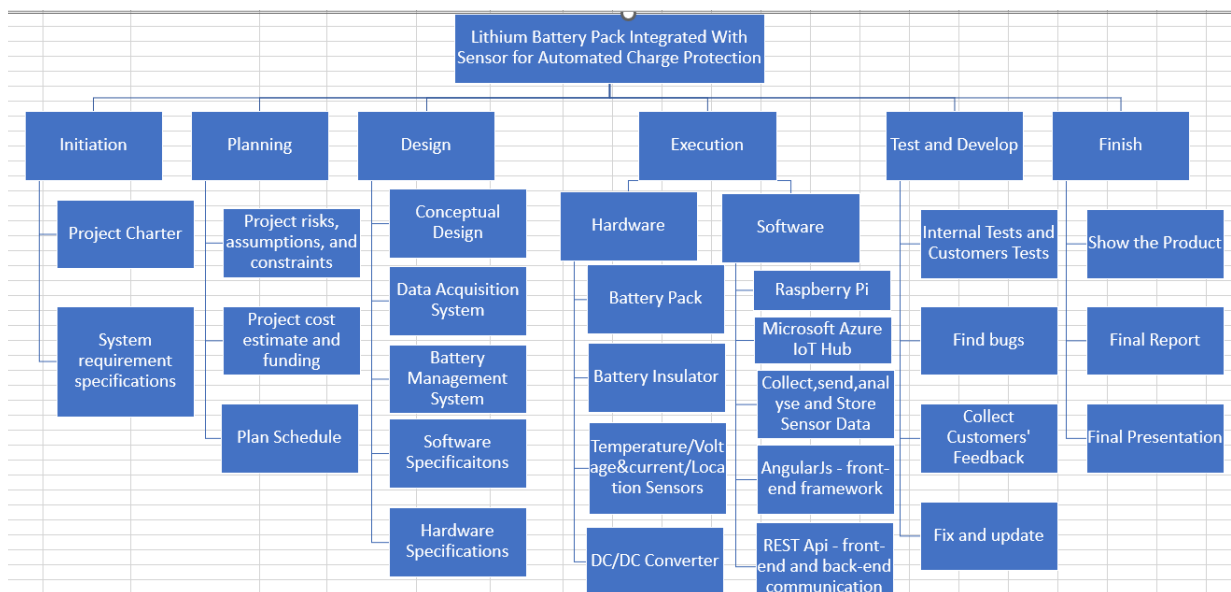 Lithium Battery Pack Integrated With
Sensor for Automated Charge Protection
Initiation
Planning
Design
Execution
Test and Develop
Finish
Project Charter
System
requirement
specifications
Project risks,
assumptions, and
constraints
Project cost
estimate and
funding
Plan Schedule
Conceptual
Design
Data Acquisition
System
Battery
Management
System
Software
Specificaitons
Hardware
Specifications
Hardware
Battery Pack
Battery Insulator
Temperature/Volt
age&current/Loca
tion Sensors
DC/DC Converter
Software
Raspberry Pi
Microsoft Azure
IoT Hub
Collect,send,anal
yse and Store
Sensor Data
AngularJs - front-
end framework
REST Api - front-
end and back-end
communication
Internal Tests and
Customers Tests
Find bugs
Collect
Customers'
Feedback
Fix and update
Show the Product
Final Report
Final Presentation